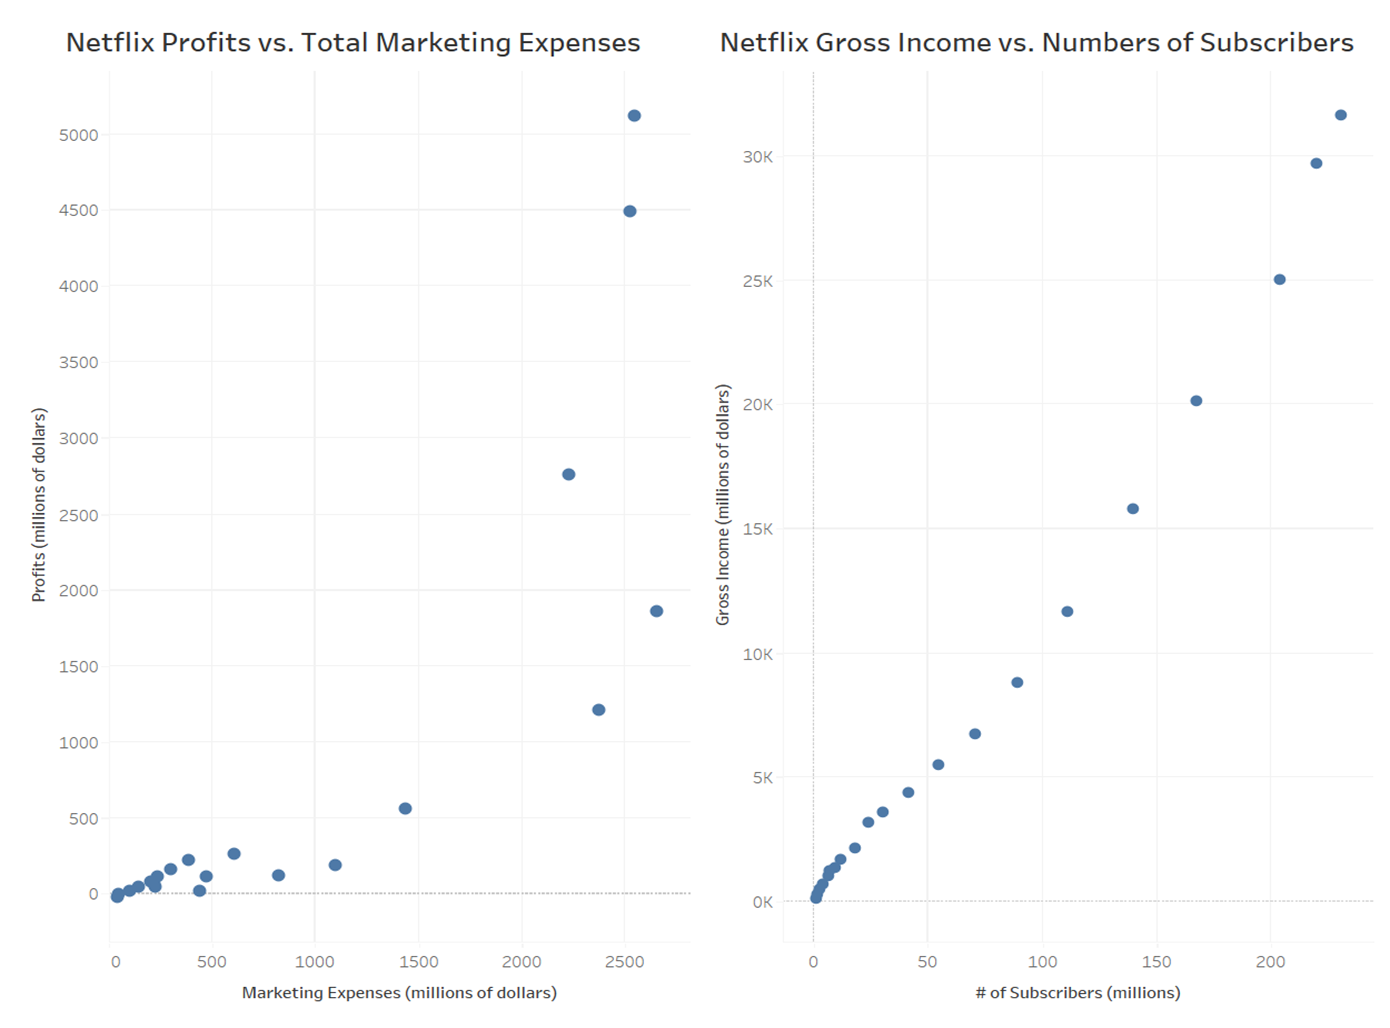 Netflix Profits vs. Total Marketing Expenses
5000
4500
4000
3500
3000
2500
2000
1500
1000
500
0
Profits (millions of dollars)
0 500 1000 1500 2000 2500
Marketing Expenses (millions of dollars)
Netflix Gross Income vs. Numbers of Subscribers
30K
25K
20K
15K
10K
5K
0K
Gross Income (millions of dollars)
0 50 100 150 200
# of Subscribers (millions)